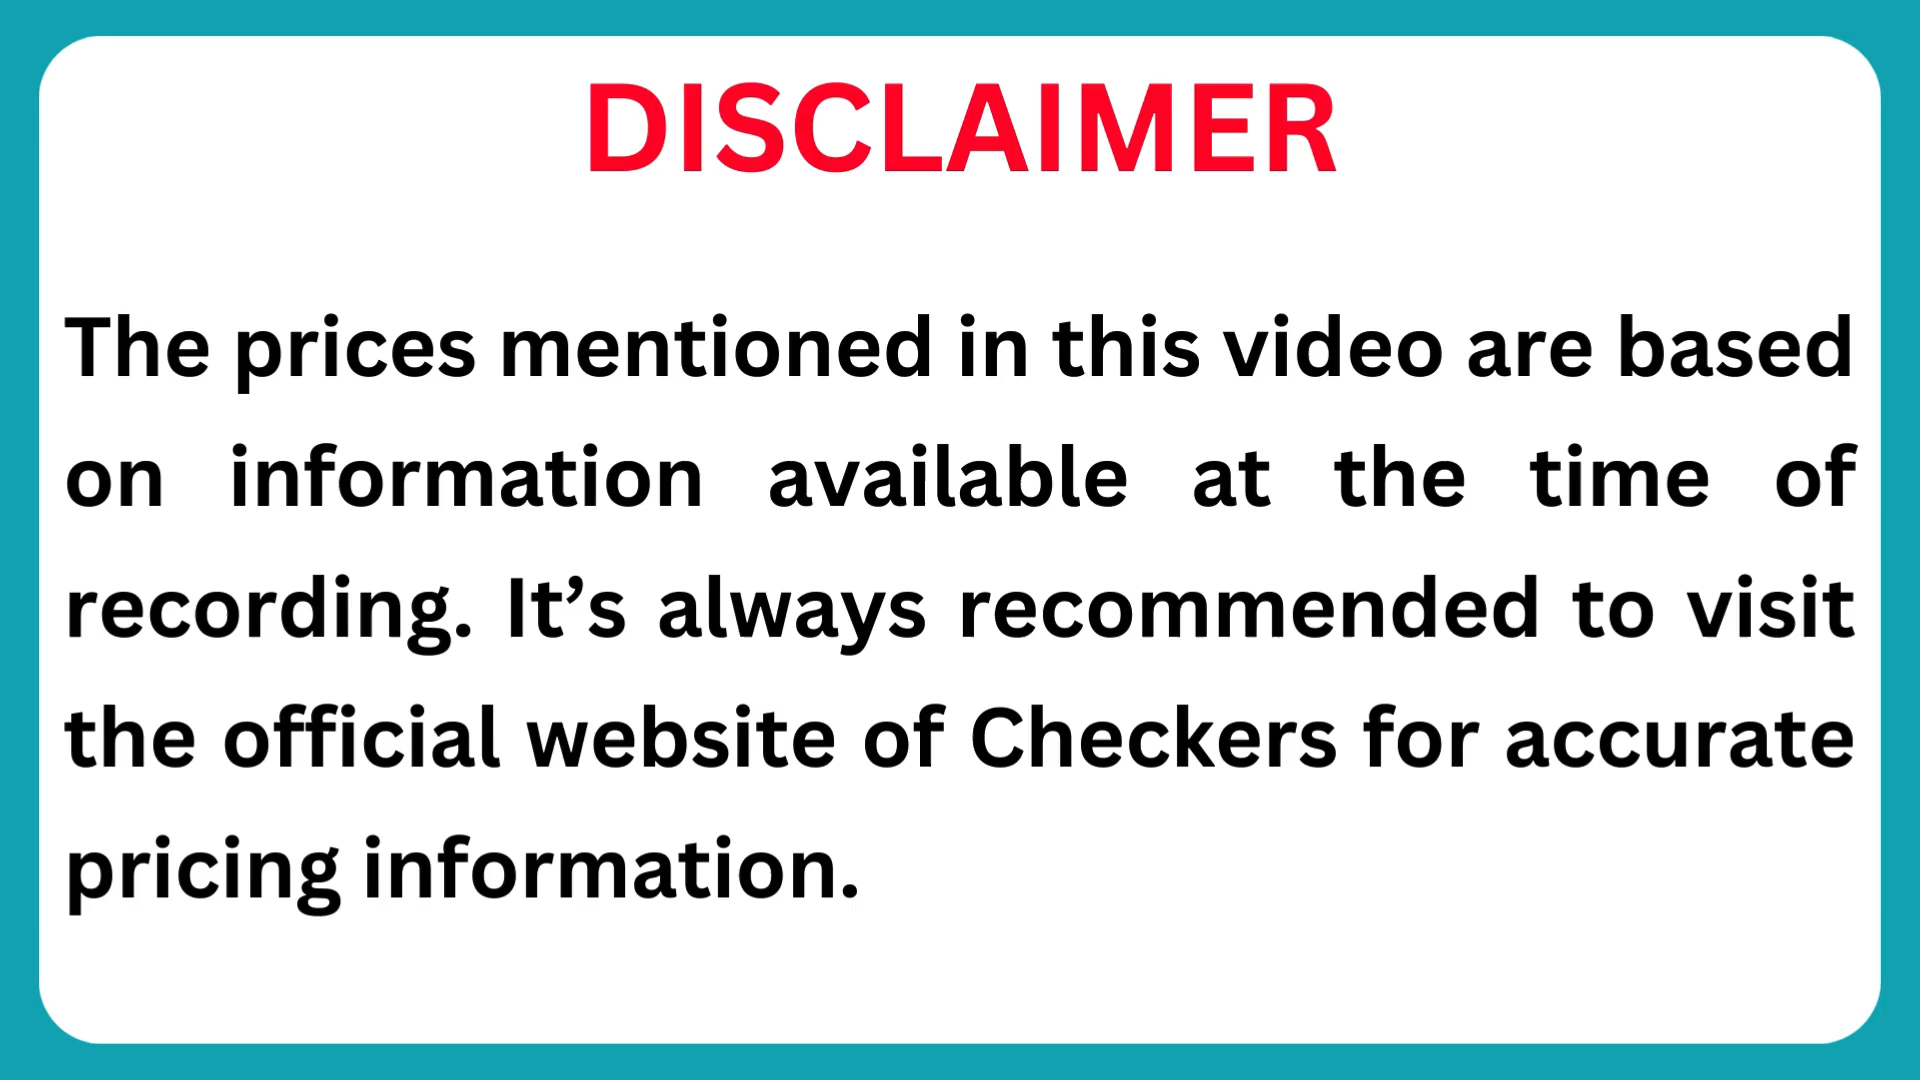 DISCLAIMER
The prices mentioned in this video are based
on information available at the time of
recording. It’s always recommended to visit
the official website of Checkers for accurate
pricing information.